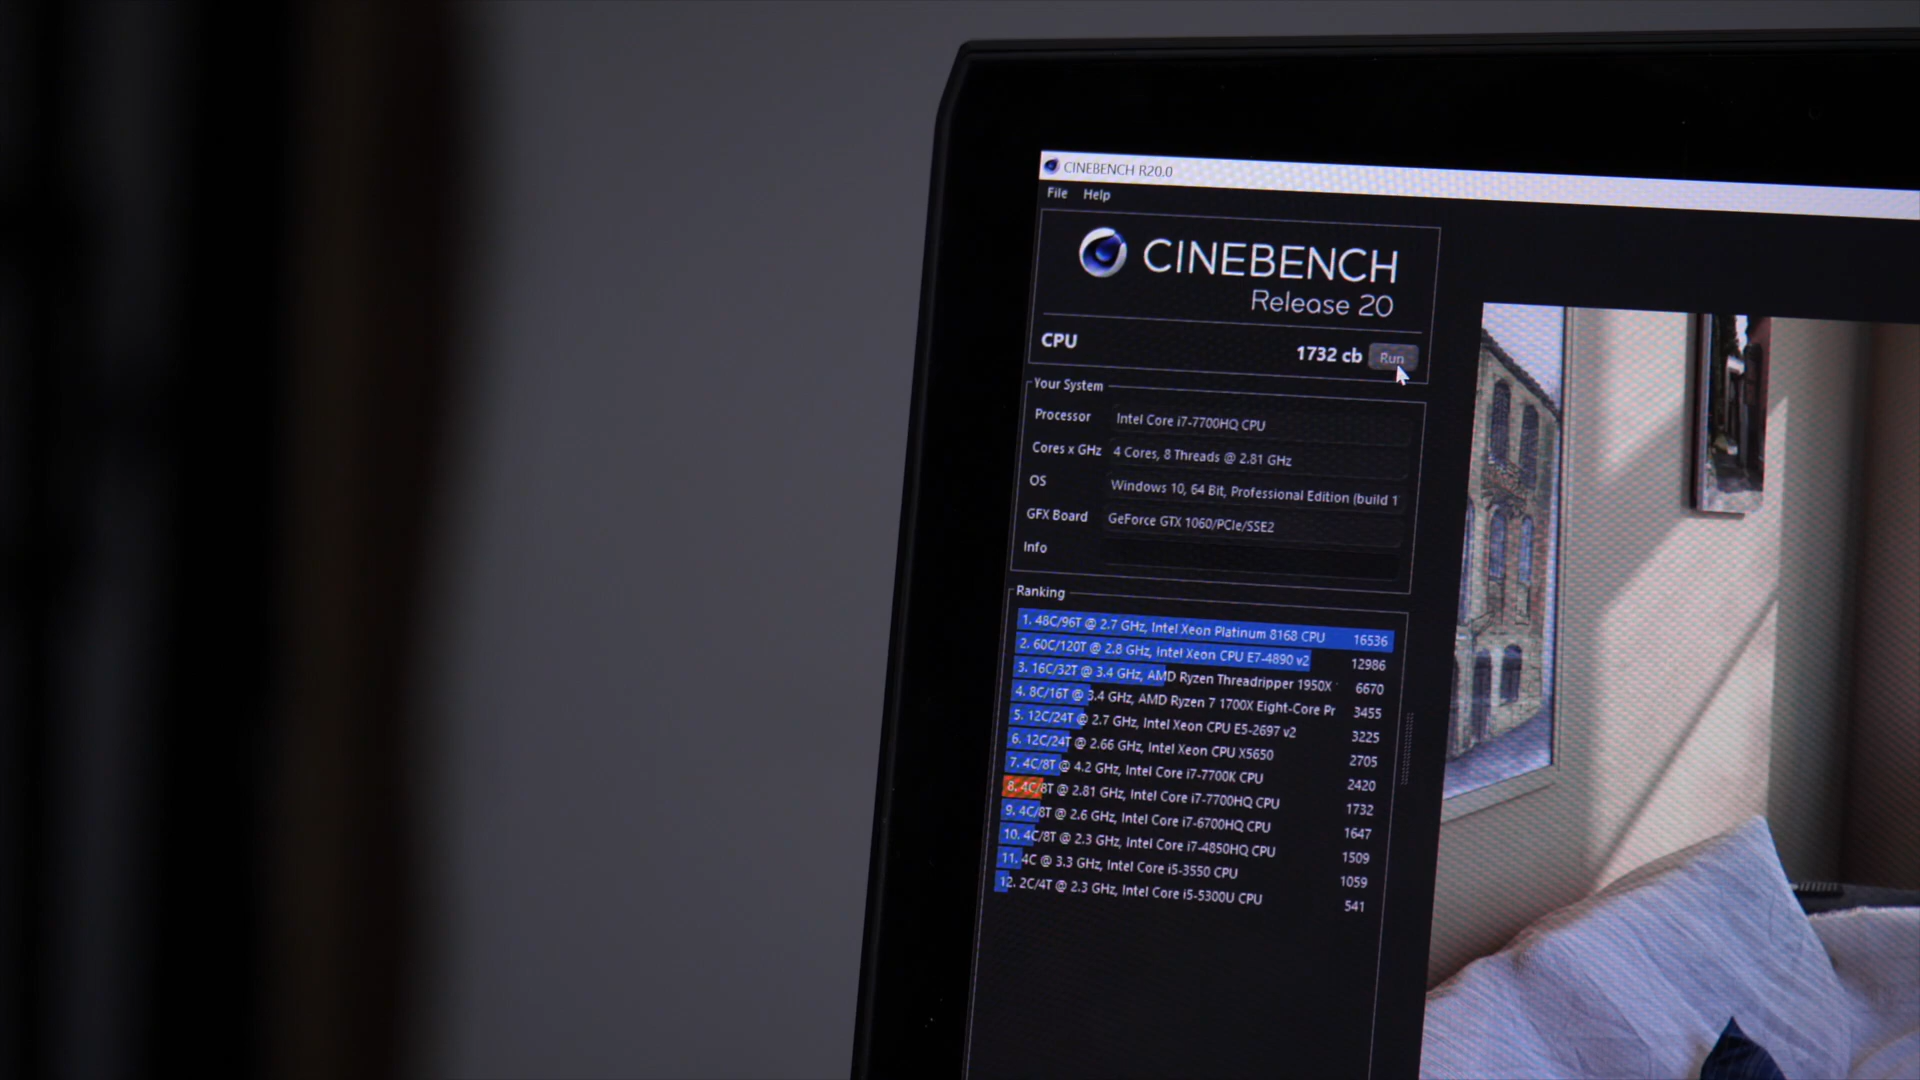 CINEBENCH R20.0
File Help
CINEBENCH
Release 20
CPU 1732 cb Run
Your System
Processor Intel Core i7-7700HQ CPU
Cores x GHz 4 Cores, 8 Threads @ 2.81 GHz
OS Windows 10, 64 Bit, Professional Edition (build 1
GFX Board GeForce GTX 1060/PCIe/SSE2
Info
Ranking
1. 48C/96T @ 2.7 GHz, Intel Xeon Platinum 8168 CPU 16536
2. 60C/120T @ 2.8 GHz, Intel Xeon CPU E7-4890 v2 12986
3. 16C/32T @ 3.4 GHz, AMD Ryzen Threadripper 1950X 6670
4. 8C/16T @ 3.4 GHz, AMD Ryzen 7 1700X Eight-Core Pr 3455
5. 12C/24T @ 2.7 GHz, Intel Xeon CPU E5-2697 v2 3225
6. 12C/24T @ 2.66 GHz, Intel Xeon CPU X5650 2705
7. 4C/8T @ 4.2 GHz, Intel Core i7-7700K CPU 2420
8. 4C/8T @ 2.81 GHz, Intel Core i7-7700HQ CPU 1732
9. 4C/8T @ 2.6 GHz, Intel Core i7-6700HQ CPU 1647
10. 4C/8T @ 2.3 GHz, Intel Core i7-4850HQ CPU 1509
11. 4C @ 3.3 GHz, Intel Core i5-3550 CPU 1059
12. 2C/4T @ 2.3 GHz, Intel Core i5-5300U CPU 541